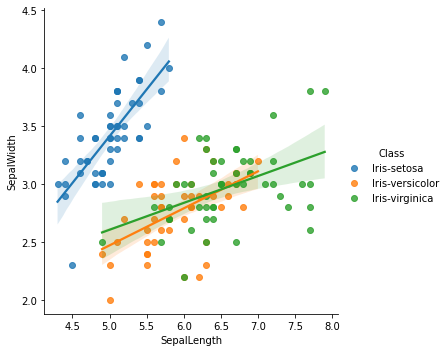 4.5
4.0
3.5
3.0
2.5
2.0
SepalWidth
4.5 5.0 5.5 6.0 6.5 7.0 7.5 8.0
SepalLength
Class
Iris-setosa
Iris-versicolor
Iris-virginica